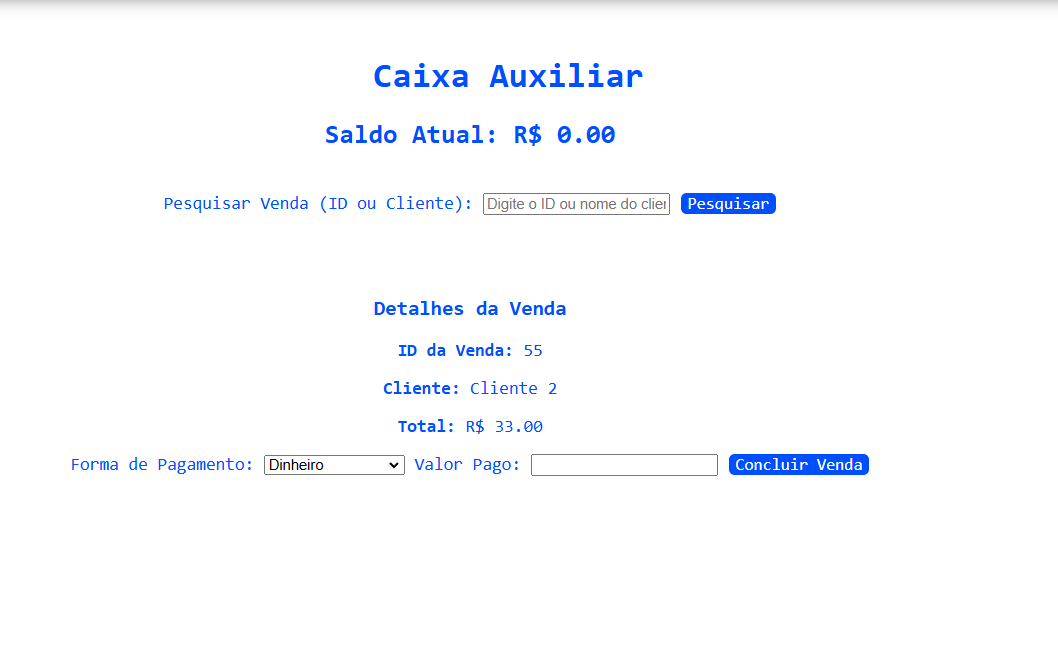 Caixa Auxiliar
Saldo Atual: R$ 0.00
Pesquisar Venda (ID ou Cliente): Digite o ID ou nome do clien Pesquisar
Detalhes da Venda
ID da Venda: 55
Cliente: Cliente 2
Total: R$ 33.00
Forma de Pagamento: Dinheiro Valor Pago: Concluir Venda